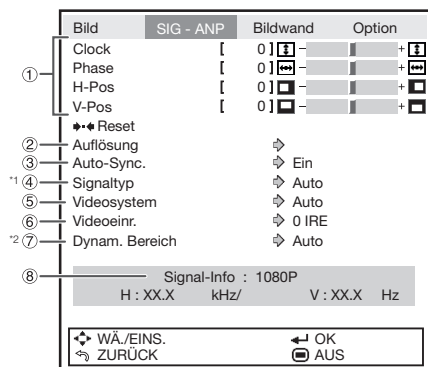 Bild SIG - ANP Bildwand Option
① Clock [ 0 ] − +
Phase [ 0 ] − +
H-Pos [ 0 ] − +
V-Pos [ 0 ] − +
Reset
② Auflösung
③ Auto-Sync. Ein
*1 ④ Signaltyp Auto
⑤ Videosystem Auto
⑥ Videoeinr. 0 IRE
*2 ⑦ Dynam. Bereich Auto
⑧ Signal-Info : 1080P
H : XX.X kHz/ V : XX.X Hz
WÄ./EINS. OK
ZURÜCK AUS